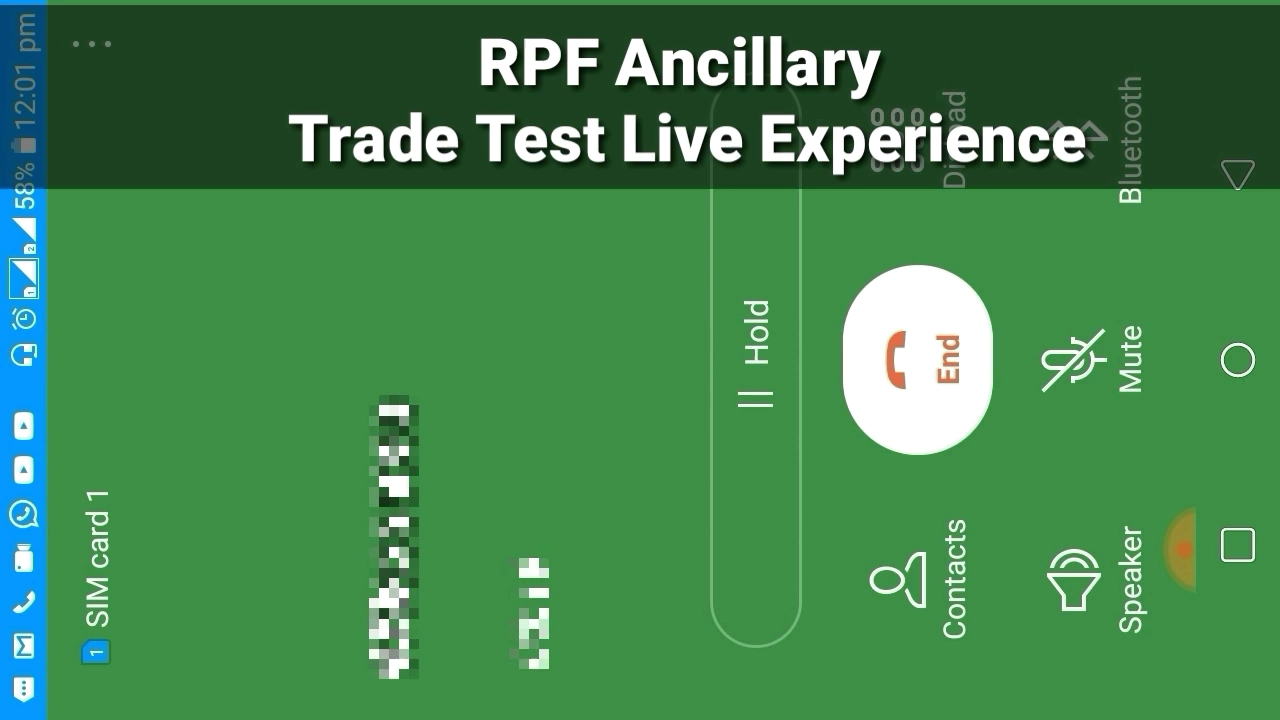 RPF Ancillary
Trade Test Live Experience
58% 12:01 pm
1 SIM card 1
Hold
Contacts
End
Speaker
Mute
Bluetooth